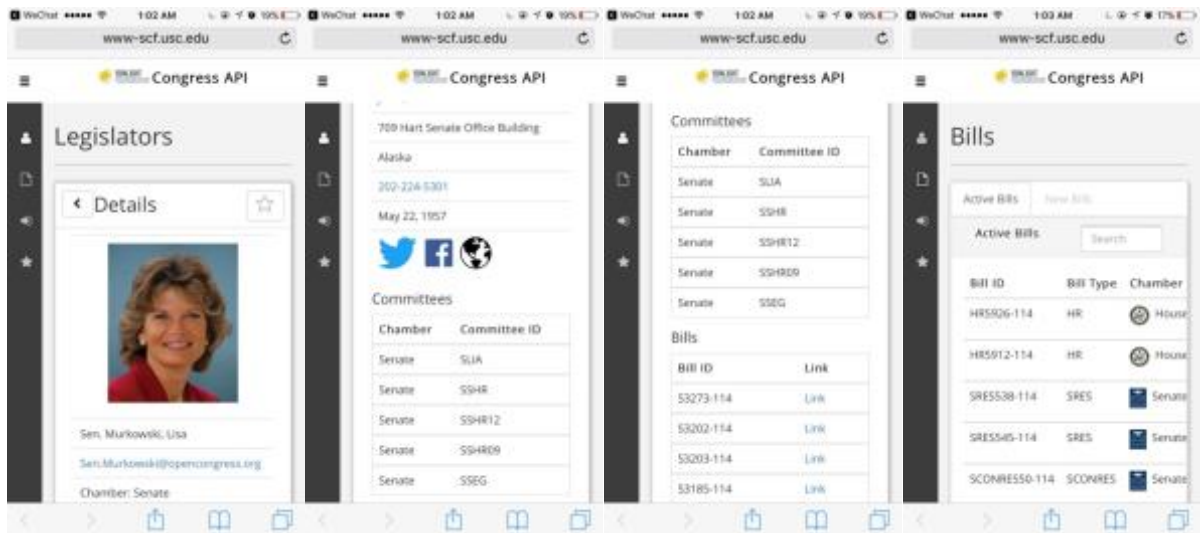 WeChat 1:02 AM 19%
www-scf.usc.edu
Congress API
Legislators
Details
Sen. Murkowski, Lisa
Sen.Murkowski@opencongress.org
Chamber: Senate
WeChat 1:02 AM 19%
www-scf.usc.edu
Congress API
709 Hart Senate Office Building
Alaska
202-224-5301
May 22, 1957
Committees
Chamber Committee ID
Senate SLIA
Senate SSHR
Senate SSHR12
Senate SSHR09
Senate SSEG
WeChat 1:02 AM
www-scf.usc.edu
Congress API
Committees
Chamber Committee ID
Senate SLIA
Senate SSHR
Senate SSHR12
Senate SSHR09
Senate SSEG
Bills
Bill ID Link
S3273-114 Link
S3202-114 Link
S3203-114 Link
S3185-114 Link
WeChat 1:03 AM 17%
www-scf.usc.edu
Congress API
Bills
Active Bills New Bills
Active Bills Search
Bill ID Bill Type Chamber
HR5926-114 HR House
HR5912-114 HR House
SRES538-114 SRES Senate
SRES545-114 SRES Senate
SCONRES50-114 SCONRES Senate